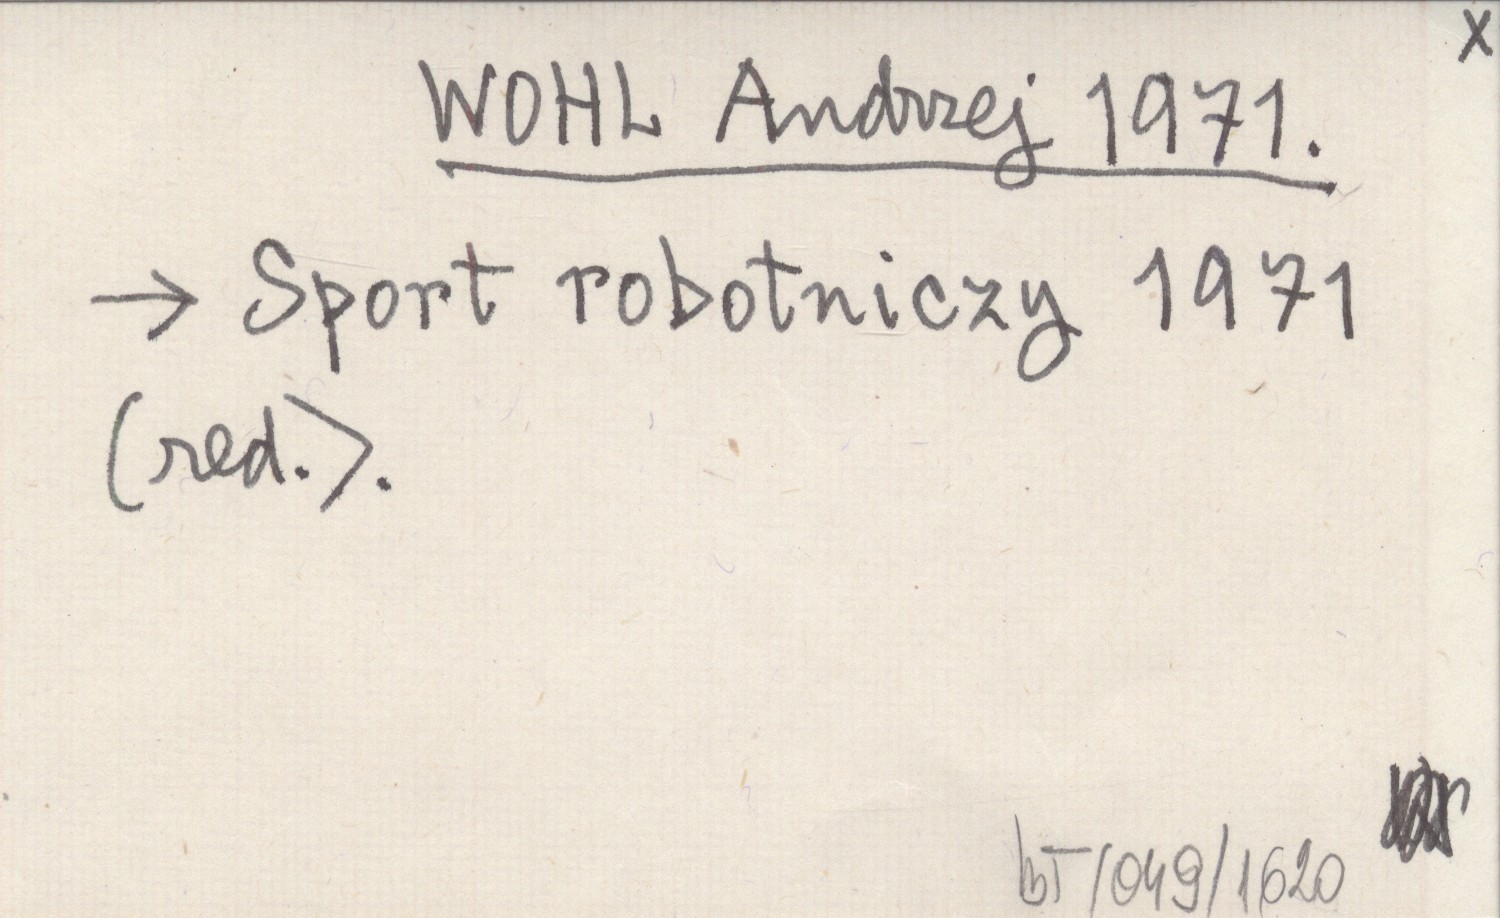 X
WOHL Andrzej 1971.
→ Sport robotniczy 1971
(red.).
bT/049/1620